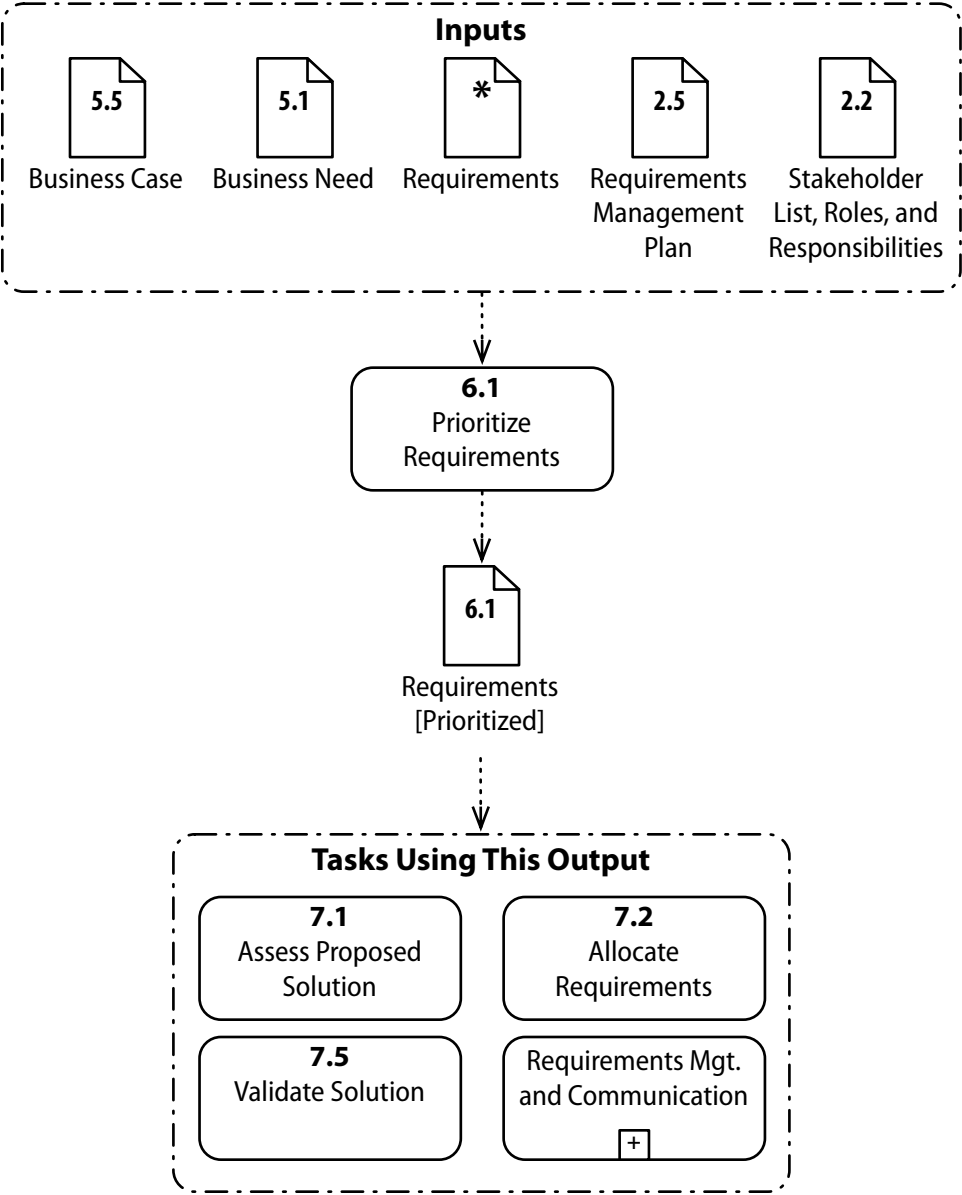 Inputs
5.5
5.1
*
2.5
2.2
Business Case
Business Need
Requirements
Requirements
Management
Plan
Stakeholder
List, Roles, and
Responsibilities
6.1
Prioritize
Requirements
6.1
Requirements
[Prioritized]
Tasks Using This Output
7.1
Assess Proposed
Solution
7.2
Allocate
Requirements
7.5
Validate Solution
Requirements Mgt.
and Communication
+